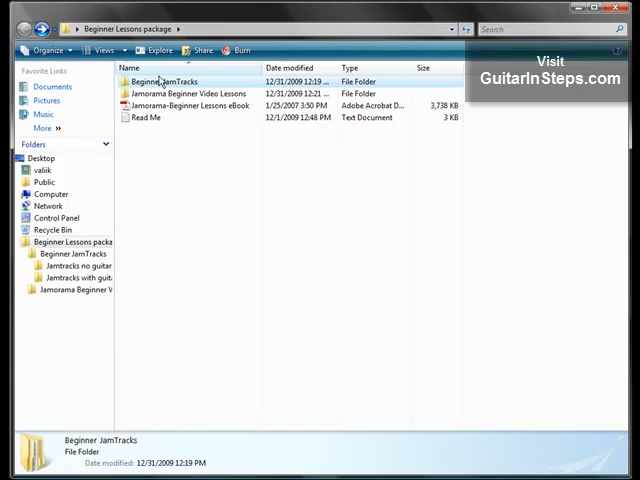 Beginner Lessons package
Search
Organize
Views
Explore
Share
Burn
Visit
GuitarInSteps.com
Favorite Links
Documents
Pictures
Music
More »
Folders
Desktop
valiik
Public
Computer
Network
Control Panel
Recycle Bin
Beginner Lessons packa
Beginner JamTracks
Jamtracks no guitar
Jamtracks with guita
Jamorama Beginner V
Name Date modified Type Size
Beginner JamTracks 12/31/2009 12:19 ... File Folder
Jamorama Beginner Video Lessons 12/31/2009 12:21 ... File Folder
Jamorama-Beginner Lessons eBook 1/25/2007 3:50 PM Adobe Acrobat D... 3,738 KB
Read Me 12/1/2009 12:48 PM Text Document 3 KB
Beginner JamTracks
File Folder
Date modified: 12/31/2009 12:19 PM